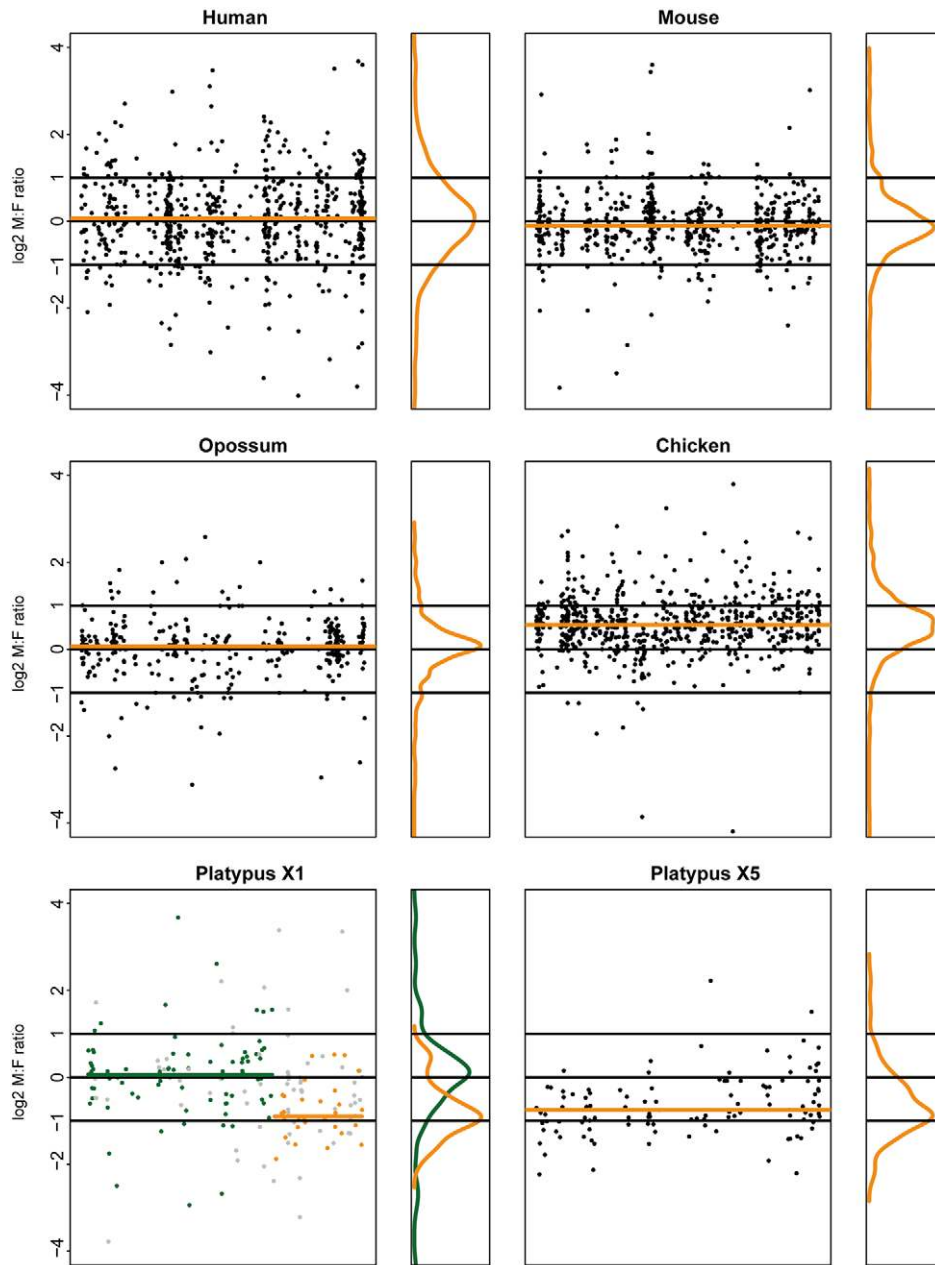 Human
Mouse
log2 M:F ratio
4
2
1
0
1
−2
−4
Opossum
Chicken
log2 M:F ratio
4
2
1
0
1
−2
−4
Platypus X1
Platypus X5
log2 M:F ratio
4
2
1
0
1
−2
−4